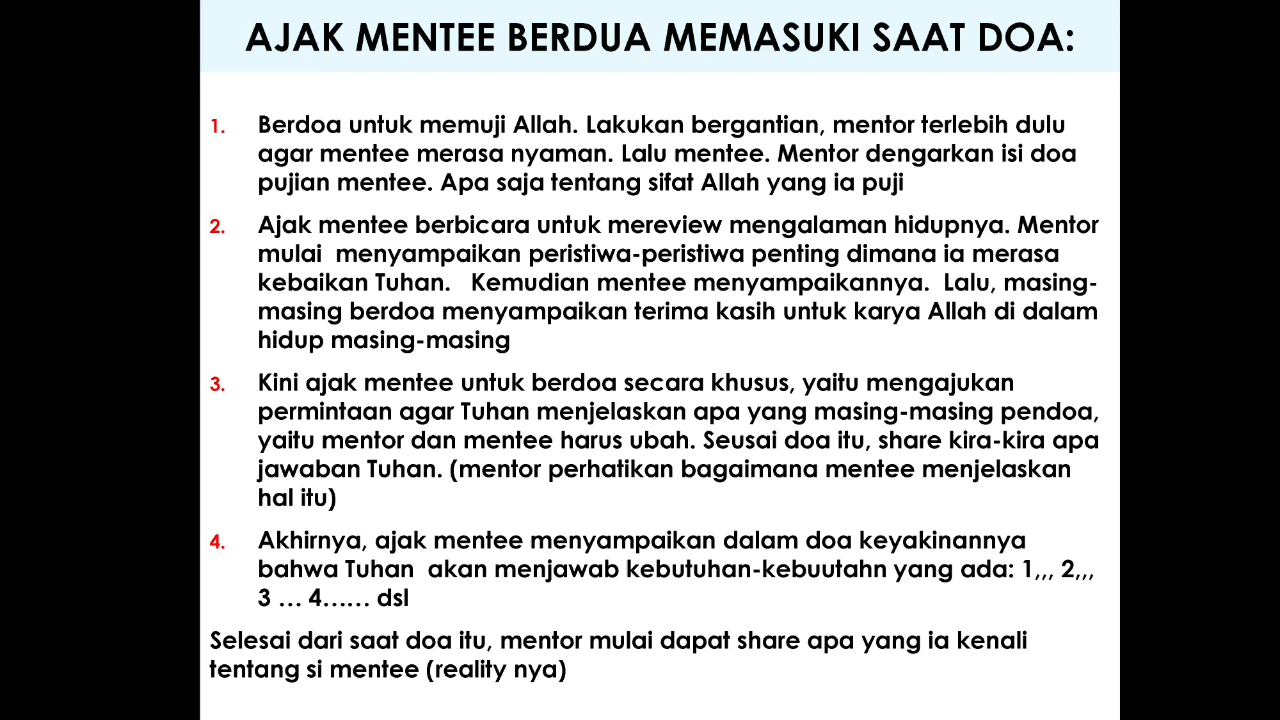 AJAK MENTEE BERDUA MEMASUKI SAAT DOA:
1. Berdoa untuk memuji Allah. Lakukan bergantian, mentor terlebih dulu
agar mentee merasa nyaman. Lalu mentee. Mentor dengarkan isi doa
pujian mentee. Apa saja tentang sifat Allah yang ia puji
2. Ajak mentee berbicara untuk mereview mengalaman hidupnya. Mentor
mulai menyampaikan peristiwa-peristiwa penting dimana ia merasa
kebaikan Tuhan. Kemudian mentee menyampaikannya. Lalu, masing-
masing berdoa menyampaikan terima kasih untuk karya Allah di dalam
hidup masing-masing
3. Kini ajak mentee untuk berdoa secara khusus, yaitu mengajukan
permintaan agar Tuhan menjelaskan apa yang masing-masing pendoa,
yaitu mentor dan mentee harus ubah. Seusai doa itu, share kira-kira apa
jawaban Tuhan. (mentor perhatikan bagaimana mentee menjelaskan
hal itu)
4. Akhirnya, ajak mentee menyampaikan dalam doa keyakinannya
bahwa Tuhan akan menjawab kebutuhan-kebuutahn yang ada: 1,,, 2,,,
3 … 4…… dsl
Selesai dari saat doa itu, mentor mulai dapat share apa yang ia kenali
tentang si mentee (reality nya)